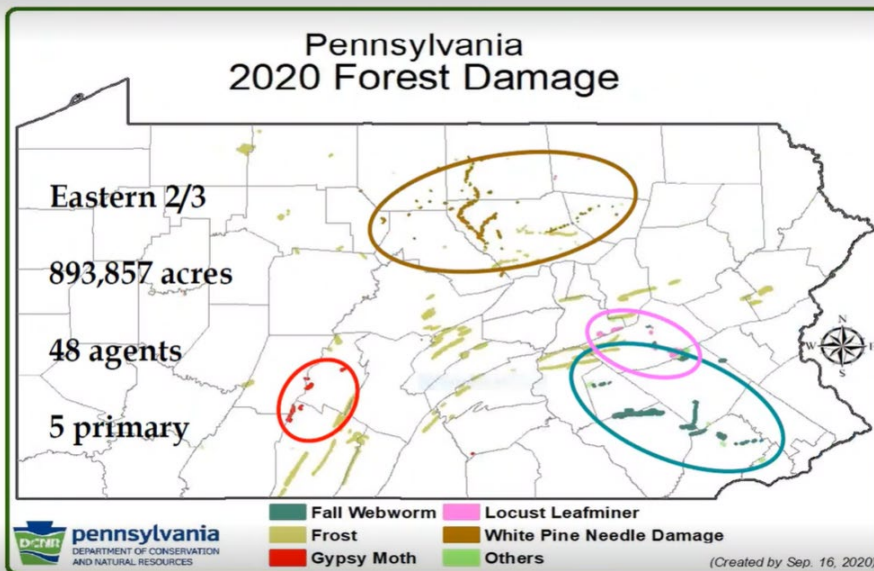 Pennsylvania
2020 Forest Damage
Eastern 2/3
893,857 acres
48 agents
5 primary
N
W E
S
Fall Webworm
Frost
Gypsy Moth
Locust Leafminer
White Pine Needle Damage
Others
DCNR
pennsylvania
DEPARTMENT OF CONSERVATION
AND NATURAL RESOURCES
(Created by Sep. 16, 2020)